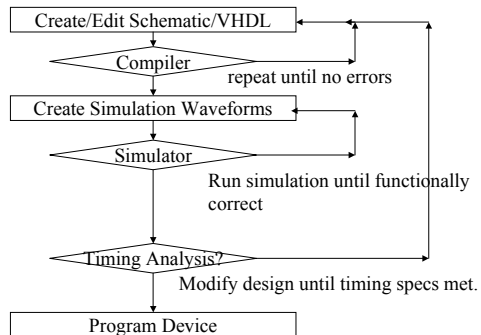 Create/Edit Schematic/VHDL
Compiler
repeat until no errors
Create Simulation Waveforms
Simulator
Run simulation until functionally
correct
Timing Analysis?
Modify design until timing specs met.
Program Device